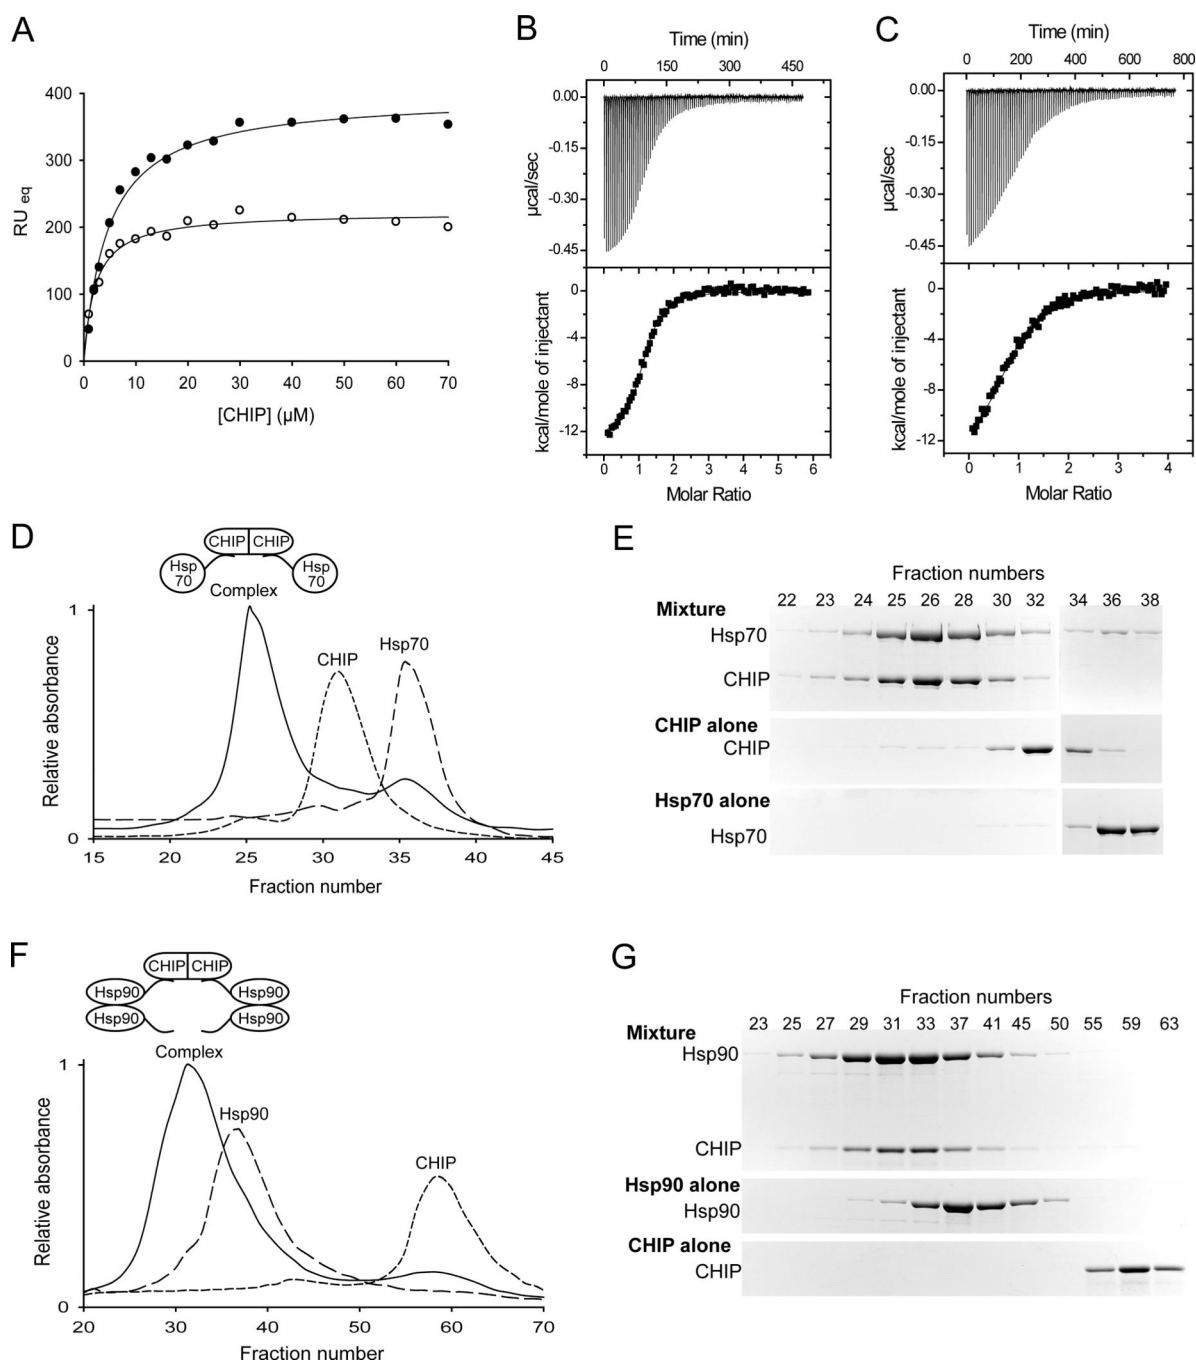 A
400
300
200
100
0
RU eq
0 10 20 30 40 50 60 70
[CHIP] (µM)
B
Time (min)
0 150 300 450
0.00
-0.15
-0.30
-0.45
µcal/sec
0
-4
-8
-12
kcal/mole of injectant
0 1 2 3 4 5 6
Molar Ratio
C
Time (min)
0 200 400 600 800
0.00
-0.15
-0.30
-0.45
µcal/sec
0
-4
-8
-12
kcal/mole of injectant
0 1 2 3 4
Molar Ratio
D
CHIP CHIP
Hsp 70
Hsp 70
Complex
CHIP
Hsp70
1
0
Relative absorbance
15 20 25 30 35 40 45
Fraction number
E
Fraction numbers
22 23 24 25 26 28 30 32 34 36 38
Mixture
Hsp70
CHIP
CHIP alone
CHIP
Hsp70 alone
Hsp70
F
CHIP CHIP
Hsp90 Hsp90
Hsp90 Hsp90
Complex
Hsp90
CHIP
1
0
Relative absorbance
20 30 40 50 60 70
Fraction number
G
Fraction numbers
23 25 27 29 31 33 37 41 45 50 55 59 63
Mixture
Hsp90
CHIP
Hsp90 alone
Hsp90
CHIP alone
CHIP